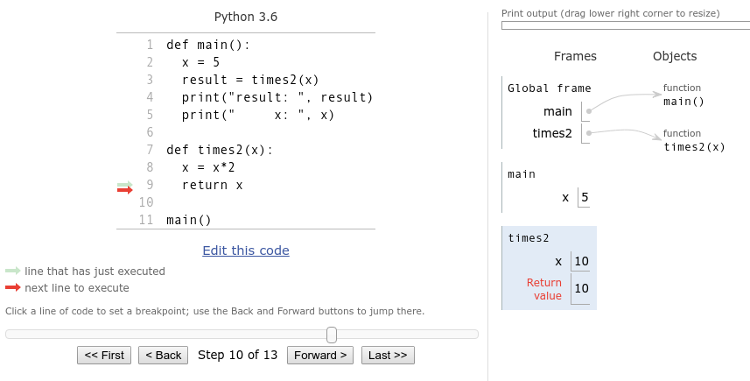 Python 3.6
1 def main():
2   x = 5
3   result = times2(x)
4   print("result: ", result)
5   print("     x: ", x)
6
7 def times2(x):
8   x = x*2
9   return x
10
11 main()
Edit this code
line that has just executed
next line to execute
Click a line of code to set a breakpoint; use the Back and Forward buttons to jump there.
<< First < Back Step 10 of 13 Forward > Last >>
Print output (drag lower right corner to resize)
Frames Objects
Global frame
main
times2
function
main()
function
times2(x)
main
x 5
times2
x 10
Return
value 10